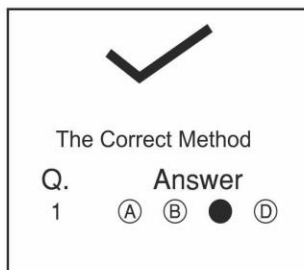 The Correct Method
Q. Answer
1 Ⓐ Ⓑ ● Ⓓ